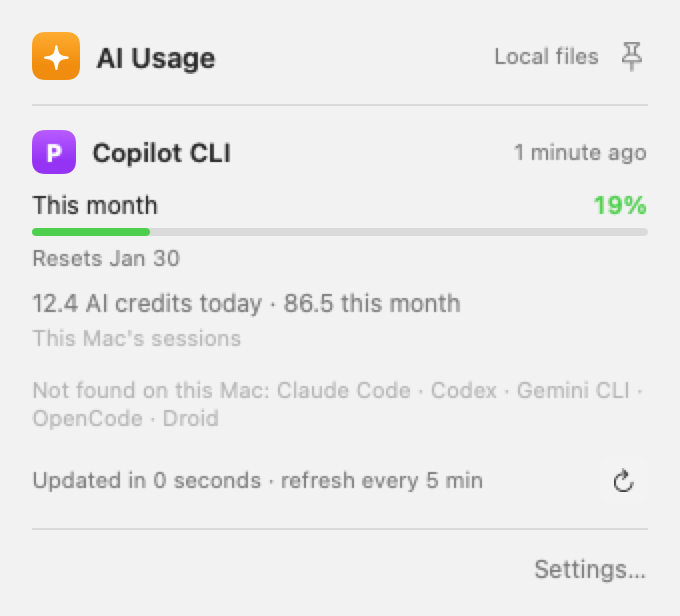 AI Usage
Local files
P
Copilot CLI
1 minute ago
This month
19%
Resets Jan 30
12.4 AI credits today · 86.5 this month
This Mac's sessions
Not found on this Mac: Claude Code · Codex · Gemini CLI ·
OpenCode · Droid
Updated in 0 seconds · refresh every 5 min
Settings...